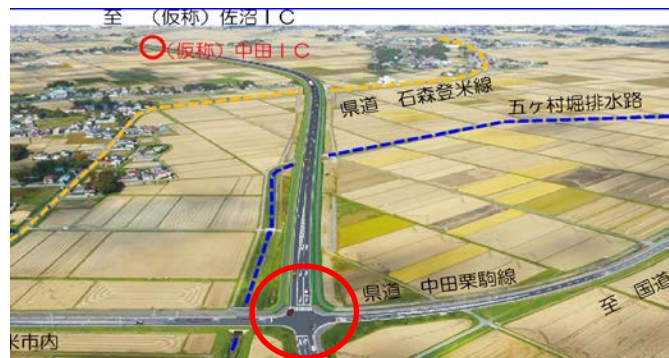 至 (仮称)佐沼IC
(仮称)中田IC
県道 石森登米線
五ヶ村堀排水路
県道 中田栗駒線
至 国道
米市内